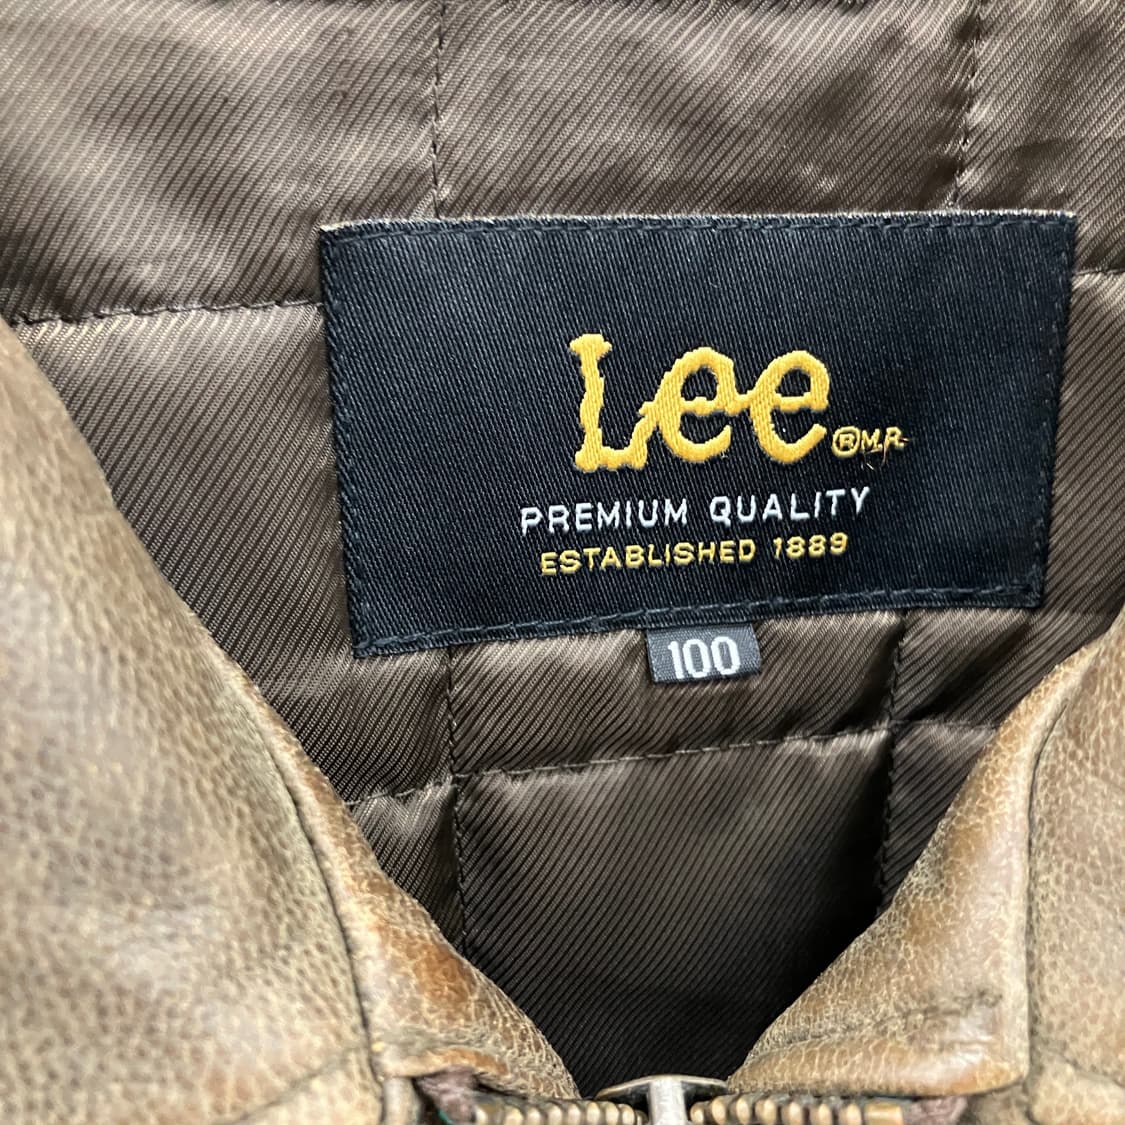 Lee ® M.R.
PREMIUM QUALITY
ESTABLISHED 1889
100